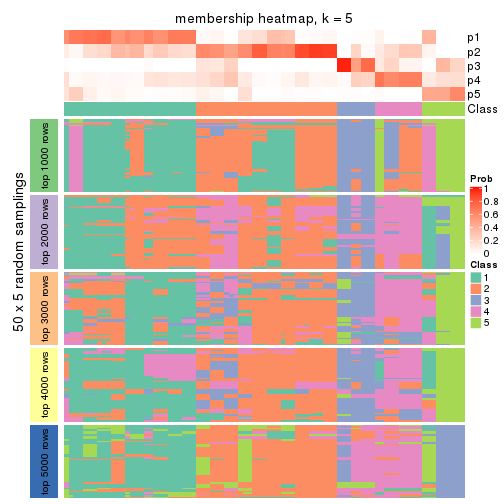 membership heatmap, k = 5
p1
p2
p3
p4
p5
Class
50 x 5 random samplings
top 1000 rows
top 2000 rows
top 3000 rows
top 4000 rows
top 5000 rows
Prob
1
0.8
0.6
0.4
0.2
0
Class
1
2
3
4
5